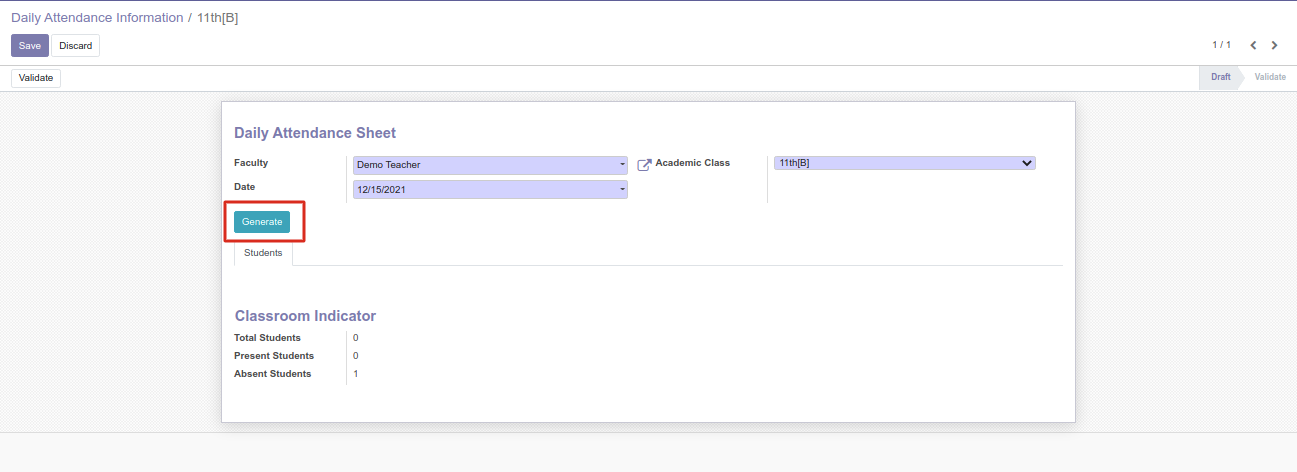 Daily Attendance Information / 11th[B]
Save Discard 1 / 1
Validate Draft Validate
Daily Attendance Sheet
Faculty Demo Teacher Academic Class 11th[B]
Date 12/15/2021
Generate
Students
Classroom Indicator
Total Students 0
Present Students 0
Absent Students 1